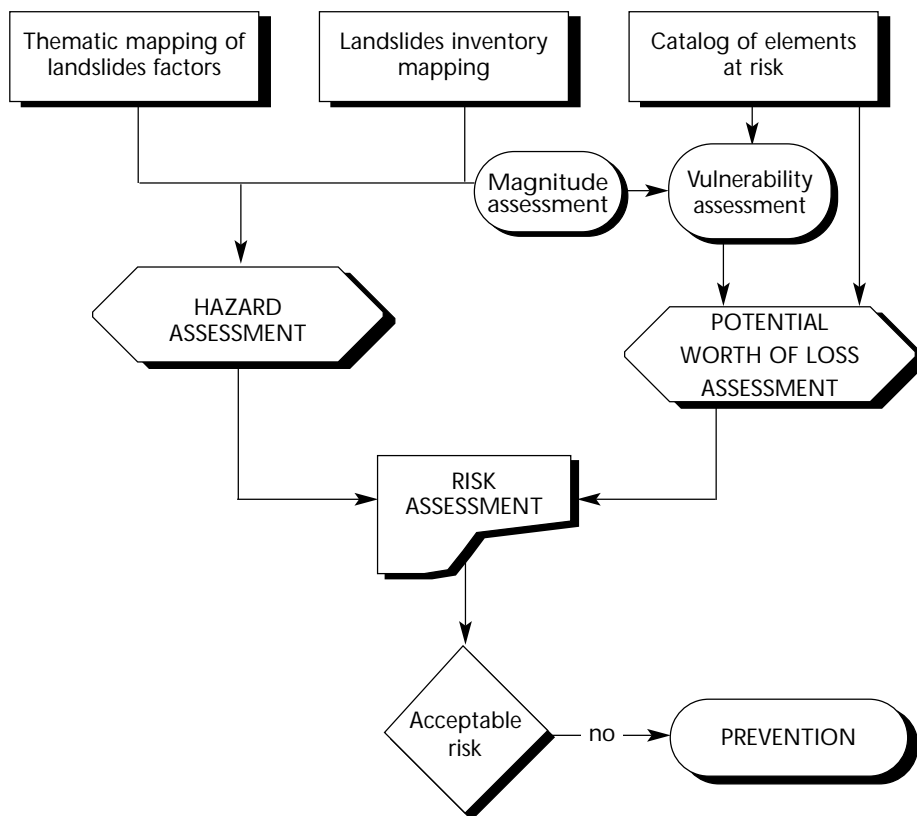 Thematic mapping of
landslides factors
Landslides inventory
mapping
Catalog of elements
at risk
Magnitude
assessment
Vulnerability
assessment
HAZARD
ASSESSMENT
POTENTIAL
WORTH OF LOSS
ASSESSMENT
RISK
ASSESSMENT
Acceptable
risk
no
PREVENTION